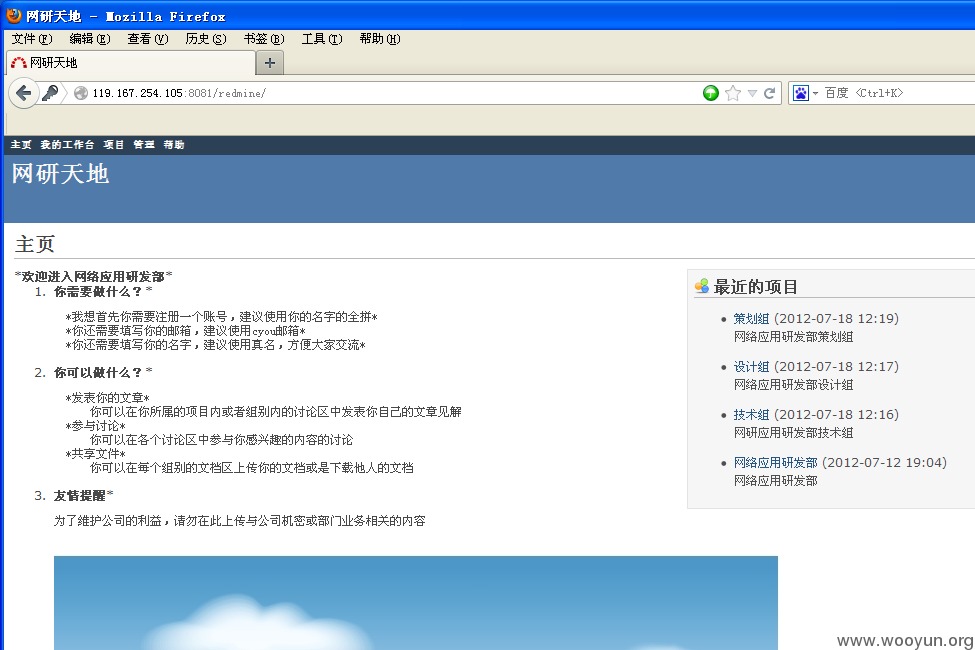 网研天地 - Mozilla Firefox
文件(F) 编辑(E) 查看(V) 历史(S) 书签(B) 工具(T) 帮助(H)
网研天地
119.167.254.105:8081/redmine/
百度 <Ctrl+K>
主页 我的工作台 项目 管理 帮助
网研天地
主页
*欢迎进入网络应用研发部*
1. 你需要做什么？*
*我想首先你需要注册一个账号，建议使用你的名字的全拼*
*你还需要填写你的邮箱，建议使用cyou邮箱*
*你还需要填写你的名字，建议使用真名，方便大家交流*
2. 你可以做什么？*
*发表你的文章*
你可以在你所属的项目内或者组别内的讨论区中发表你自己的文章见解
*参与讨论*
你可以在各个讨论区中参与你感兴趣的内容的讨论
*共享文件*
你可以在每个组别的文档区上传你的文档或是下载他人的文档
3. 友情提醒*
为了维护公司的利益，请勿在此上传与公司机密或部门业务相关的内容
最近的项目
策划组 (2012-07-18 12:19)
网络应用研发部策划组
设计组 (2012-07-18 12:17)
网络应用研发部设计组
技术组 (2012-07-18 12:16)
网研应用研发部技术组
网络应用研发部 (2012-07-12 19:04)
网络应用研发部
www.wooyun.org